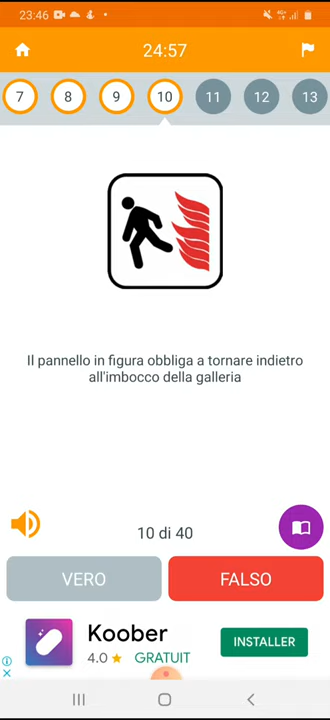 23:46
4G+
24:57
7 8 9 10 11 12 13
Il pannello in figura obbliga a tornare indietro
all'imbocco della galleria
10 di 40
VERO FALSO
Koober
4.0 ★ GRATUIT
INSTALLER